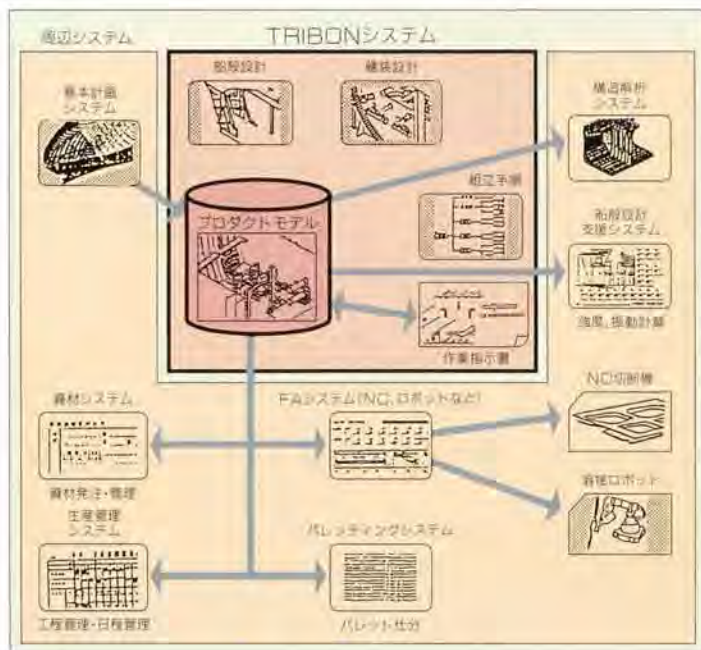 周辺システム
TRIBONシステム
基本計画
システム
船殻設計
艤装設計
構造解析
システム
プロダクトモデル
組立手順
船殻設計
支援システム
強度、振動計算
作業指示書
資材システム
資材発注・管理
FAシステム(NC、ロボットなど)
NC切断機
溶接ロボット
生産管理
システム
工程管理・日程管理
パレッティングシステム
パレット仕分